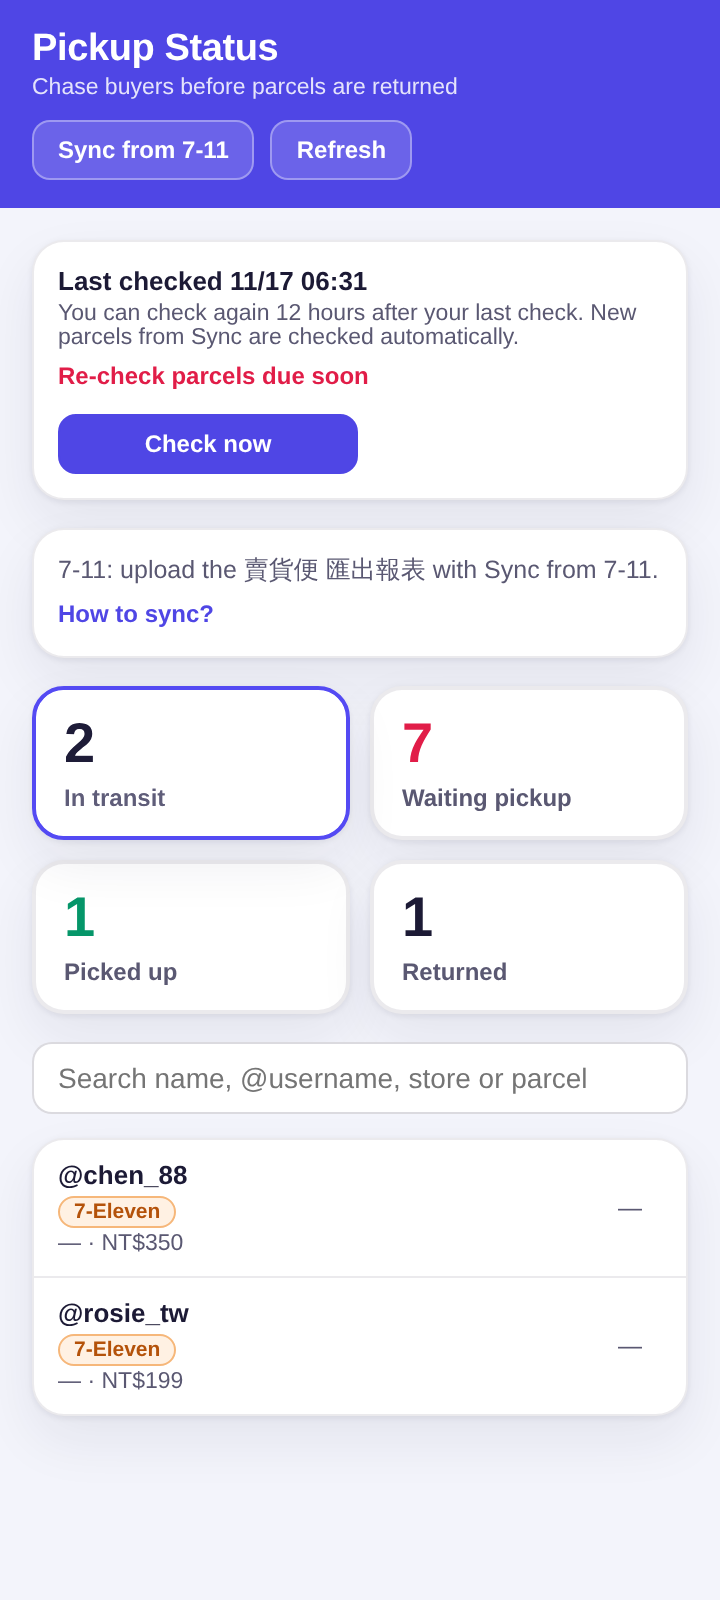 Pickup Status
Chase buyers before parcels are returned
Sync from 7-11
Refresh
Last checked 11/17 06:31
You can check again 12 hours after your last check. New
parcels from Sync are checked automatically.
Re-check parcels due soon
Check now
7-11: upload the 賣貨便 匯出報表 with Sync from 7-11.
How to sync?
2
In transit
7
Waiting pickup
1
Picked up
1
Returned
Search name, @username, store or parcel
@chen_88
7-Eleven
— · NT$350
—
@rosie_tw
7-Eleven
— · NT$199
—